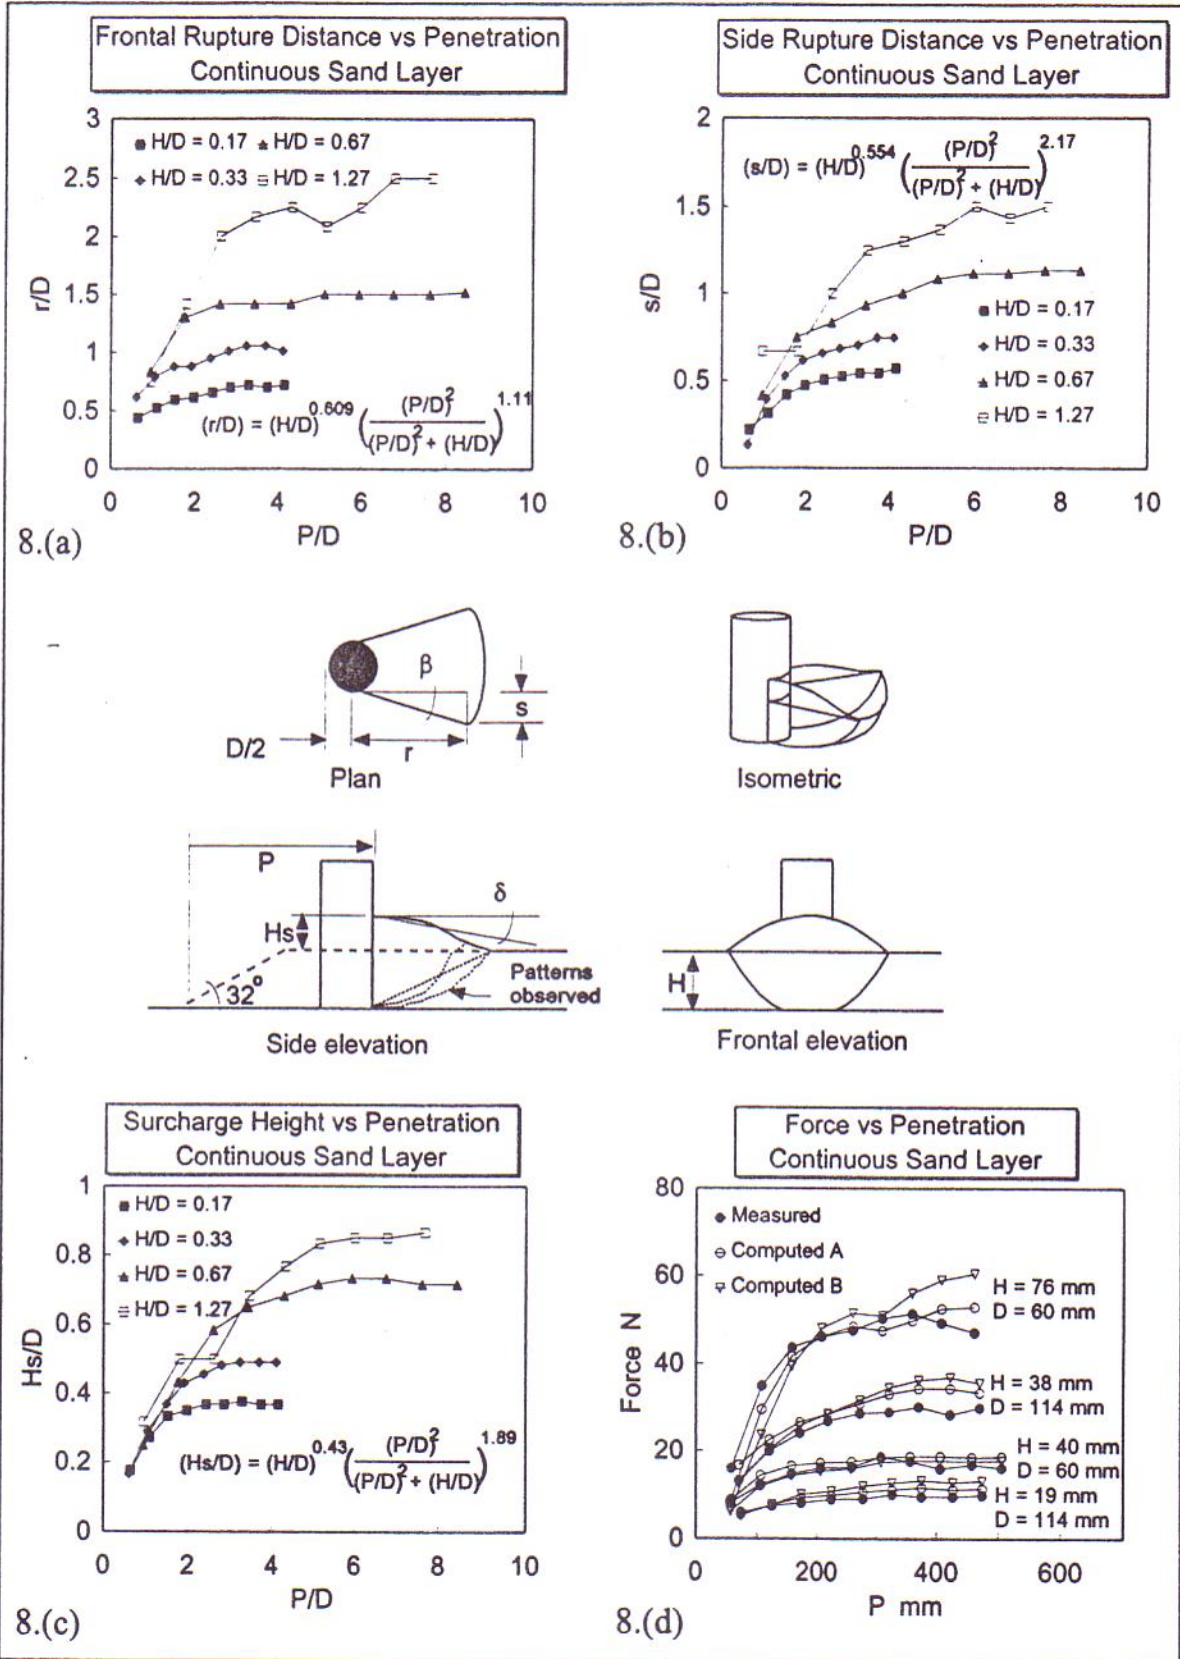 Frontal Rupture Distance vs Penetration
Continuous Sand Layer
3
2.5
2
1.5
1
0.5
0
r/D
H/D = 0.17 H/D = 0.67
H/D = 0.33 H/D = 1.27
(r/D) = (H/D)^0.609 ( (P/D)^2 / ((P/D)^2 + (H/D)) )^1.11
0 2 4 6 8 10
P/D
8.(a)
Side Rupture Distance vs Penetration
Continuous Sand Layer
2
1.5
1
0.5
0
s/D
(s/D) = (H/D)^0.554 ( (P/D)^2 / ((P/D)^2 + (H/D)) )^2.17
H/D = 0.17
H/D = 0.33
H/D = 0.67
H/D = 1.27
0 2 4 6 8 10
P/D
8.(b)
β
s
D/2
r
Plan
Isometric
P
δ
Hs
32°
Patterns
observed
Side elevation
H
Frontal elevation
Surcharge Height vs Penetration
Continuous Sand Layer
1
0.8
0.6
0.4
0.2
0
Hs/D
H/D = 0.17
H/D = 0.33
H/D = 0.67
H/D = 1.27
(Hs/D) = (H/D)^0.43 ( (P/D)^2 / ((P/D)^2 + (H/D)) )^1.89
0 2 4 6 8 10
P/D
8.(c)
Force vs Penetration
Continuous Sand Layer
80
60
40
20
0
Force N
Measured
Computed A
Computed B
H = 76 mm
D = 60 mm
H = 38 mm
D = 114 mm
H = 40 mm
D = 60 mm
H = 19 mm
D = 114 mm
0 200 400 600
P mm
8.(d)